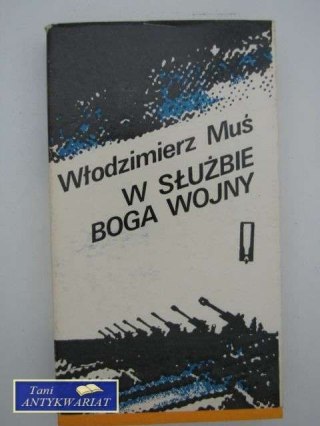 Włodzimierz Muś
W SŁUŻBIE
BOGA WOJNY
!
Tani
ANTYKWARIAT